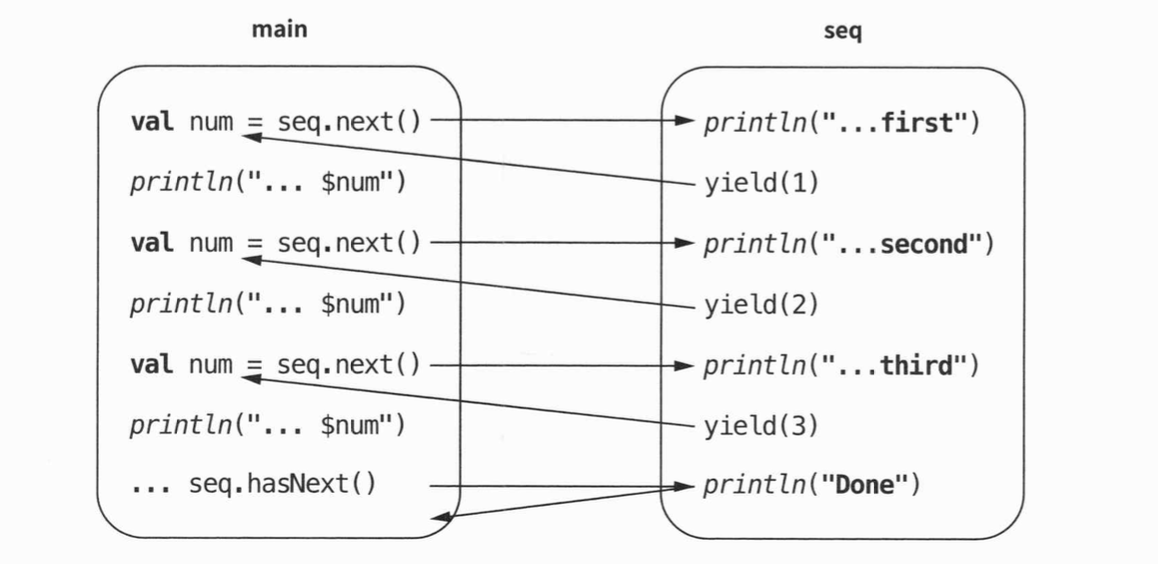 main
seq
val num = seq.next()
println("...first")
println("... $num")
yield(1)
val num = seq.next()
println("...second")
println("... $num")
yield(2)
val num = seq.next()
println("...third")
println("... $num")
yield(3)
... seq.hasNext()
println("Done")